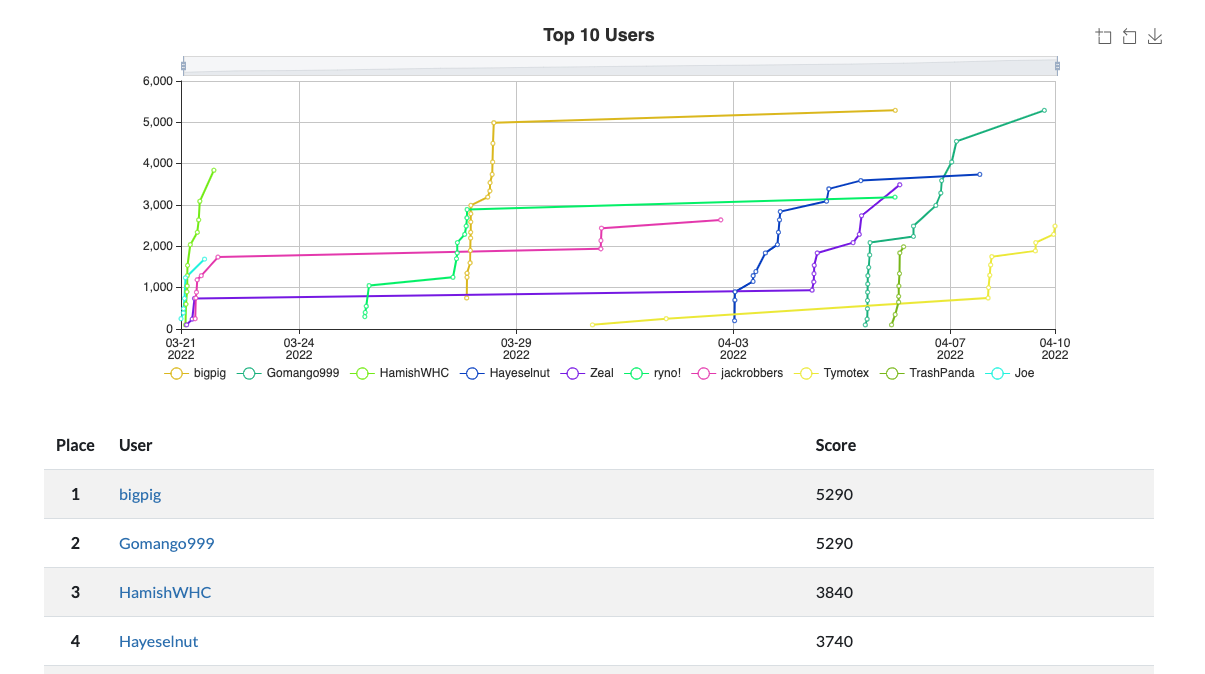 Top 10 Users
6,000
5,000
4,000
3,000
2,000
1,000
0
03-21 03-24 03-29 04-03 04-07 04-10
2022 2022 2022 2022 2022 2022
bigpig Gomango999 HamishWHC Hayeselnut Zeal ryno! jackrobbers Tymotex TrashPanda Joe
Place User Score
1 bigpig 5290
2 Gomango999 5290
3 HamishWHC 3840
4 Hayeselnut 3740